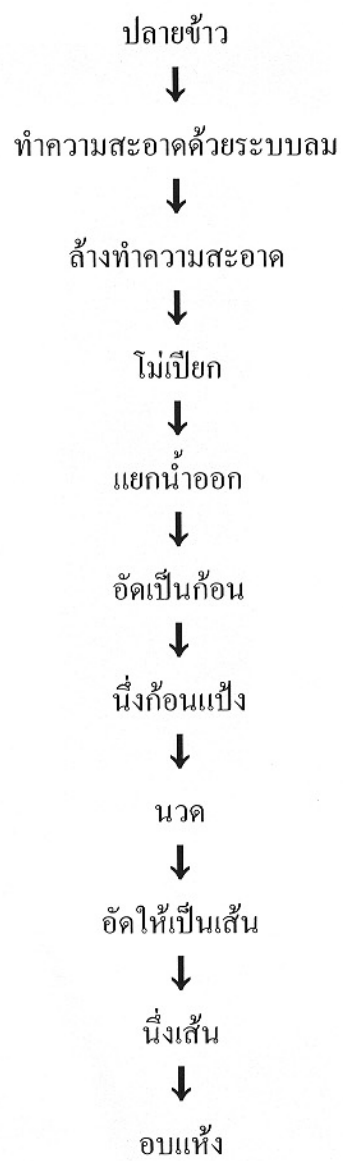 ปลายข้าว
ทำความสะอาดด้วยระบบลม
ล้างทำความสะอาด
โม่เปียก
แยกน้ำออก
อัดเป็นก้อน
นึ่งก้อนแป้ง
นวด
อัดให้เป็นเส้น
นึ่งเส้น
อบแห้ง